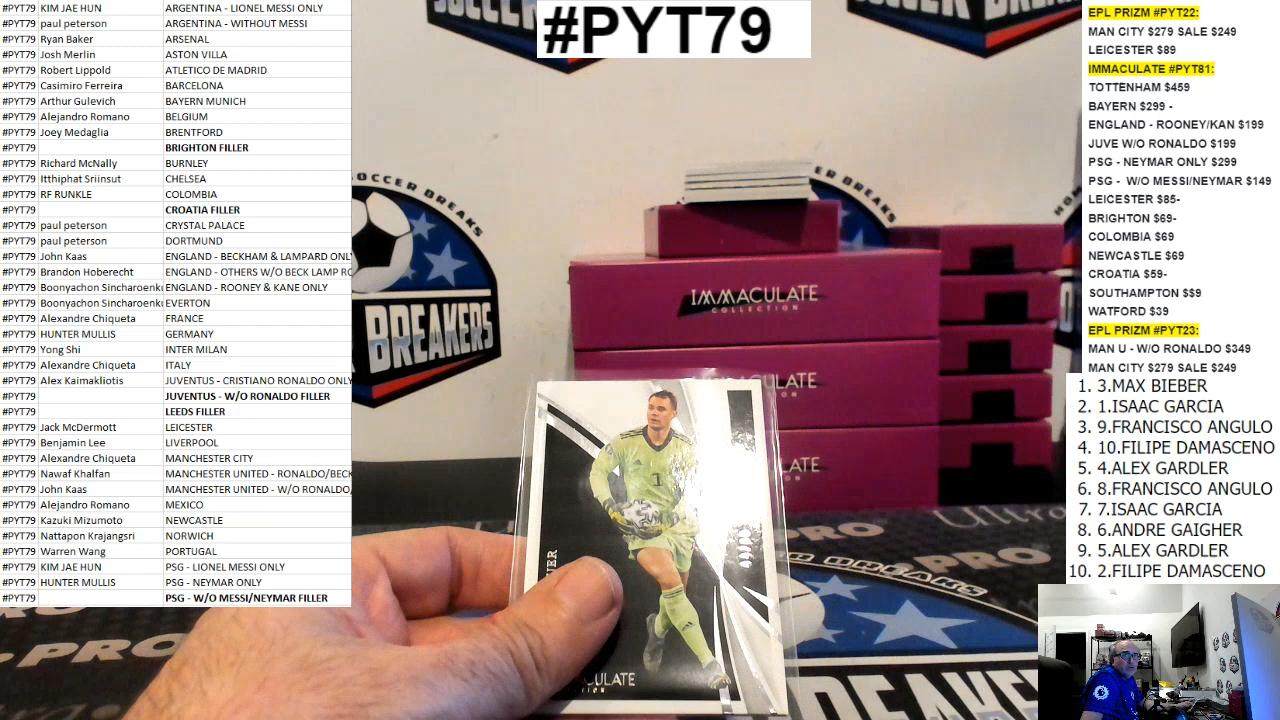 #PYT79 KIM JAE HUN ARGENTINA - LIONEL MESSI ONLY
#PYT79 paul peterson ARGENTINA - WITHOUT MESSI
#PYT79 Ryan Baker ARSENAL
#PYT79 Josh Merlin ASTON VILLA
#PYT79 Robert Lippold ATLETICO DE MADRID
#PYT79 Casimiro Ferreira BARCELONA
#PYT79 Arthur Gulevich BAYERN MUNICH
#PYT79 Alejandro Romano BELGIUM
#PYT79 Joey Medaglia BRENTFORD
#PYT79 BRIGHTON FILLER
#PYT79 Richard McNally BURNLEY
#PYT79 Itthiphat Sriinsut CHELSEA
#PYT79 RF RUNKLE COLOMBIA
#PYT79 CROATIA FILLER
#PYT79 paul peterson CRYSTAL PALACE
#PYT79 paul peterson DORTMUND
#PYT79 John Kaas ENGLAND - BECKHAM & LAMPARD ONLY
#PYT79 Brandon Hoberecht ENGLAND - OTHERS W/O BECK LAMP RO
#PYT79 Boonyachon Sincharoenku ENGLAND - ROONEY & KANE ONLY
#PYT79 Boonyachon Sincharoenku EVERTON
#PYT79 Alexandre Chiqueta FRANCE
#PYT79 HUNTER MULLIS GERMANY
#PYT79 Yong Shi INTER MILAN
#PYT79 Alexandre Chiqueta ITALY
#PYT79 Alex Kaimakliotis JUVENTUS - CRISTIANO RONALDO ONLY
#PYT79 JUVENTUS - W/O RONALDO FILLER
#PYT79 LEEDS FILLER
#PYT79 Jack McDermott LEICESTER
#PYT79 Benjamin Lee LIVERPOOL
#PYT79 Alexandre Chiqueta MANCHESTER CITY
#PYT79 Nawaf Khalfan MANCHESTER UNITED - RONALDO/BECK
#PYT79 John Kaas MANCHESTER UNITED - W/O RONALDO/
#PYT79 Alejandro Romano MEXICO
#PYT79 Kazuki Mizumoto NEWCASTLE
#PYT79 Nattapon Krajangsri NORWICH
#PYT79 Warren Wang PORTUGAL
#PYT79 KIM JAE HUN PSG - LIONEL MESSI ONLY
#PYT79 HUNTER MULLIS PSG - NEYMAR ONLY
#PYT79 PSG - W/O MESSI/NEYMAR FILLER
#PYT79
SOCCER BREAKERS
SOCCER BREAKS
BREAKERS
IMMACULATE
COLLECTION
1
PRO
EPL PRIZM #PYT22:
MAN CITY $279 SALE $249
LEICESTER $89
IMMACULATE #PYT81:
TOTTENHAM $459
BAYERN $299 -
ENGLAND - ROONEY/KAN $199
JUVE W/O RONALDO $199
PSG - NEYMAR ONLY $299
PSG - W/O MESSI/NEYMAR $149
LEICESTER $85-
BRIGHTON $69-
COLOMBIA $69
NEWCASTLE $69
CROATIA $59-
SOUTHAMPTON $$9
WATFORD $39
EPL PRIZM #PYT23:
MAN U - W/O RONALDO $349
MAN CITY $279 SALE $249
1. 3.MAX BIEBER
2. 1.ISAAC GARCIA
3. 9.FRANCISCO ANGULO
4. 10.FILIPE DAMASCENO
5. 4.ALEX GARDLER
6. 8.FRANCISCO ANGULO
7. 7.ISAAC GARCIA
8. 6.ANDRE GAIGHER
9. 5.ALEX GARDLER
10. 2.FILIPE DAMASCENO